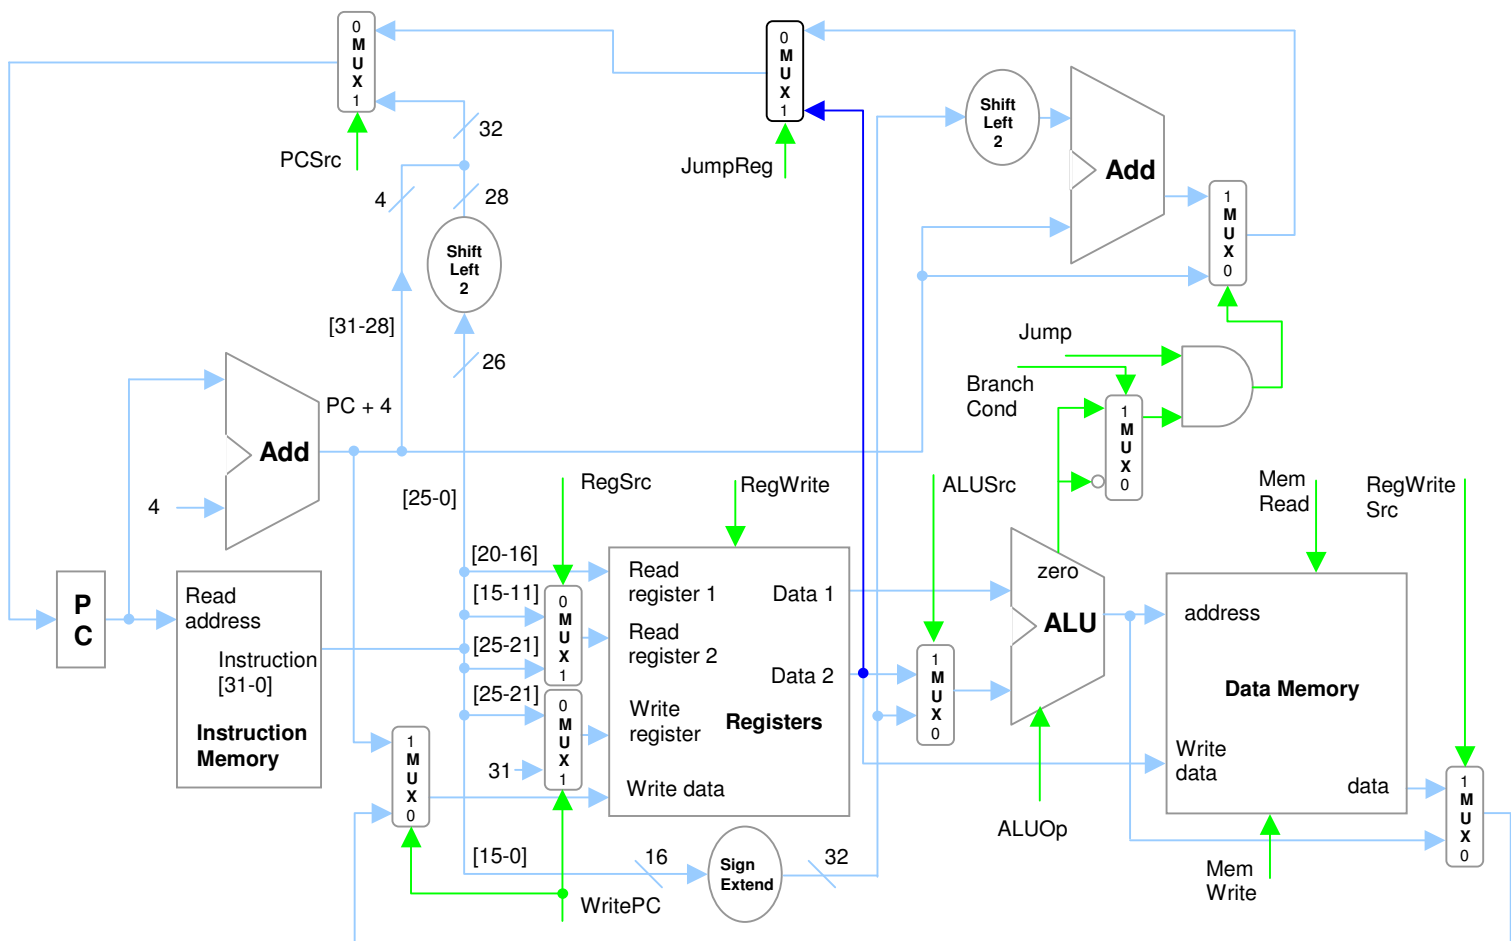 0
M
U
X
1
PCSrc
32
4
28
Shift
Left
2
[31-28]
26
0
M
U
X
1
JumpReg
Shift
Left
2
Add
1
M
U
X
0
Jump
Branch
Cond
1
M
U
X
0
PC + 4
Add
4
[25-0]
RegSrc
RegWrite
ALUSrc
Mem
Read
RegWrite
Src
P
C
Read
address
Instruction
[31-0]
Instruction
Memory
[20-16]
[15-11]
[25-21]
[25-21]
0
M
U
X
1
0
M
U
X
1
31
Read
register 1
Read
register 2
Write
register
Write data
Data 1
Data 2
Registers
1
M
U
X
0
zero
ALU
ALUOp
address
Data Memory
Write
data
data
1
M
U
X
0
1
M
U
X
0
[15-0]
16
Sign
Extend
32
WritePC
Mem
Write